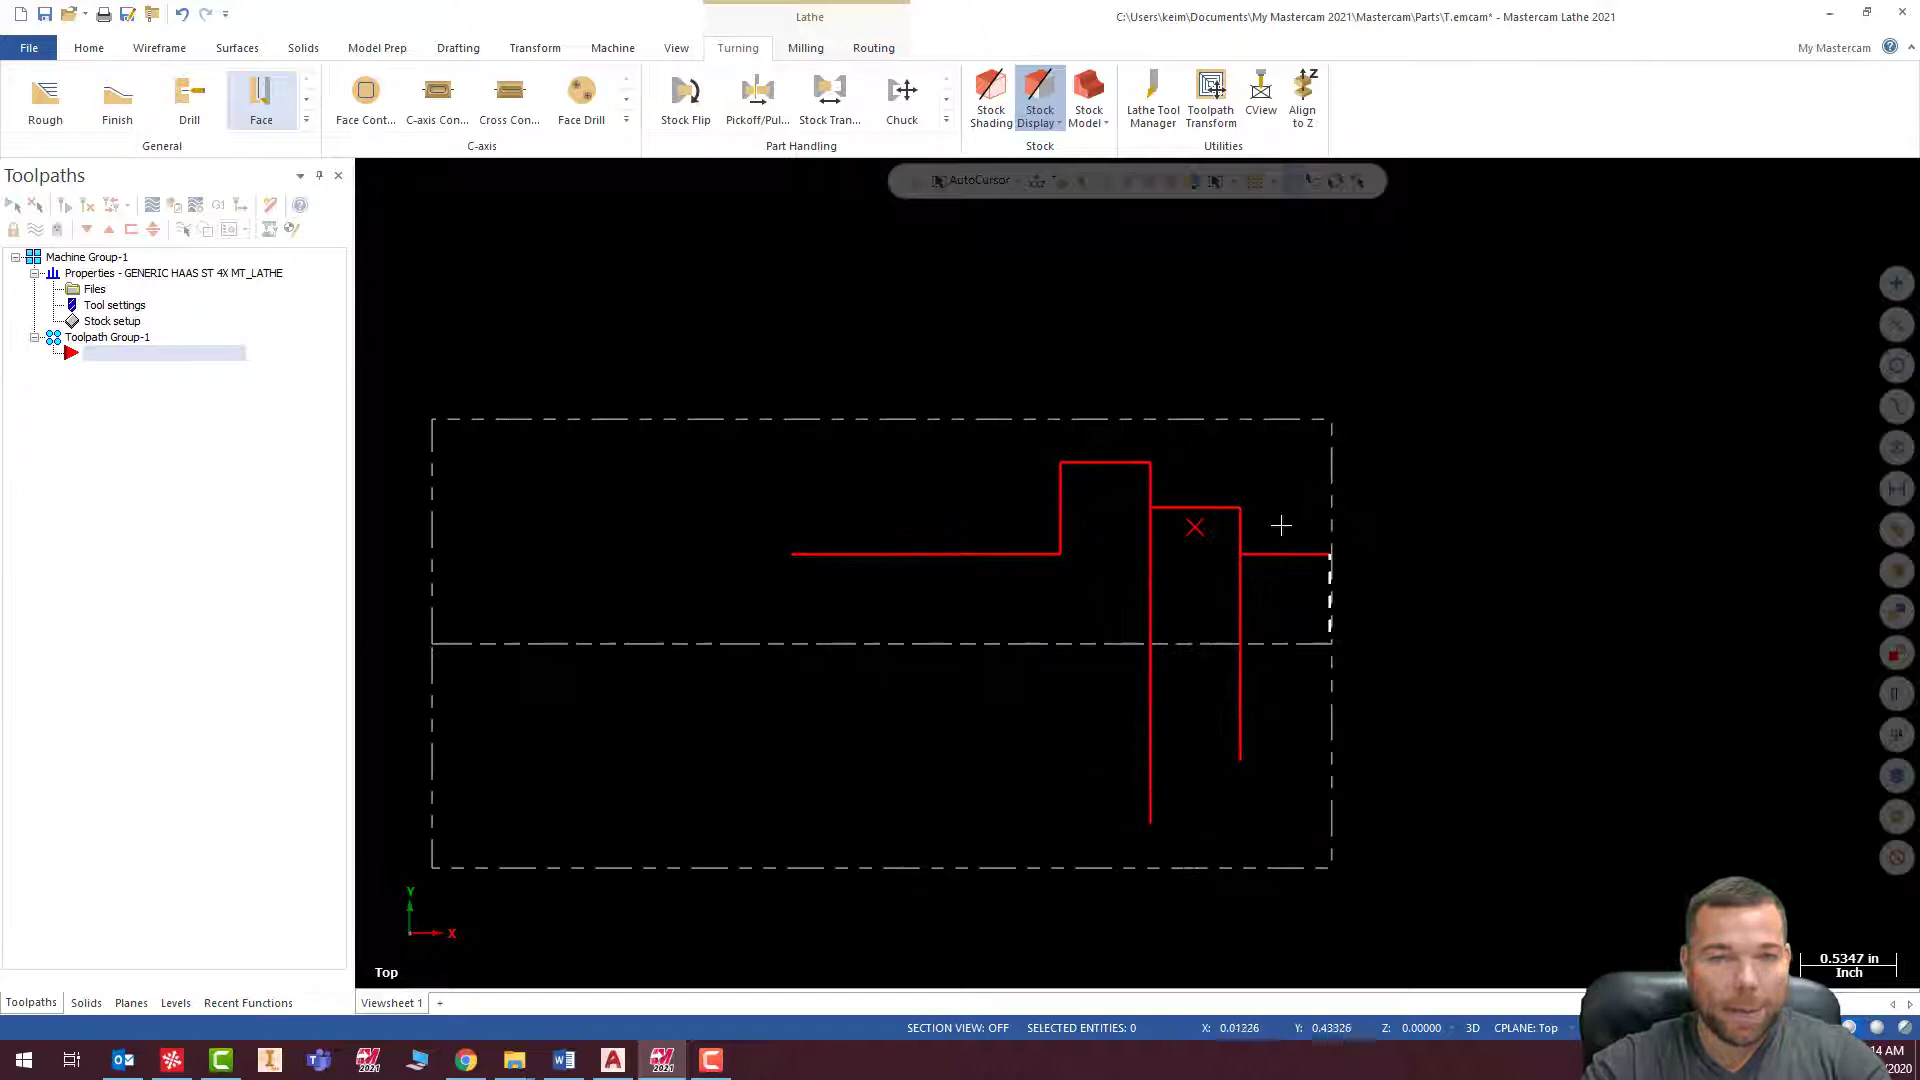 Lathe
C:\Users\keim\Documents\My Mastercam 2021\Mastercam\Parts\T.emcam* - Mastercam Lathe 2021
File Home Wireframe Surfaces Solids Model Prep Drafting Transform Machine View Turning Milling Routing My Mastercam
Rough Finish Drill Face Face Cont... C-axis Con... Cross Con... Face Drill Stock Flip Pickoff/Pul... Stock Tran... Chuck
Stock Shading Stock Display Stock Model Lathe Tool Manager Toolpath Transform CView Align to Z
General C-axis Part Handling Stock Utilities
Toolpaths
AutoCursor
G1
Machine Group-1
Properties - GENERIC HAAS ST 4X MT_LATHE
Files
Tool settings
Stock setup
Toolpath Group-1
Y
X
Top
0.5347 in
Inch
Toolpaths Solids Planes Levels Recent Functions
Viewsheet 1 +
SECTION VIEW: OFF SELECTED ENTITIES: 0 X: 0.01226 Y: 0.43326 Z: 0.00000 3D CPLANE: Top
14 AM
/2020